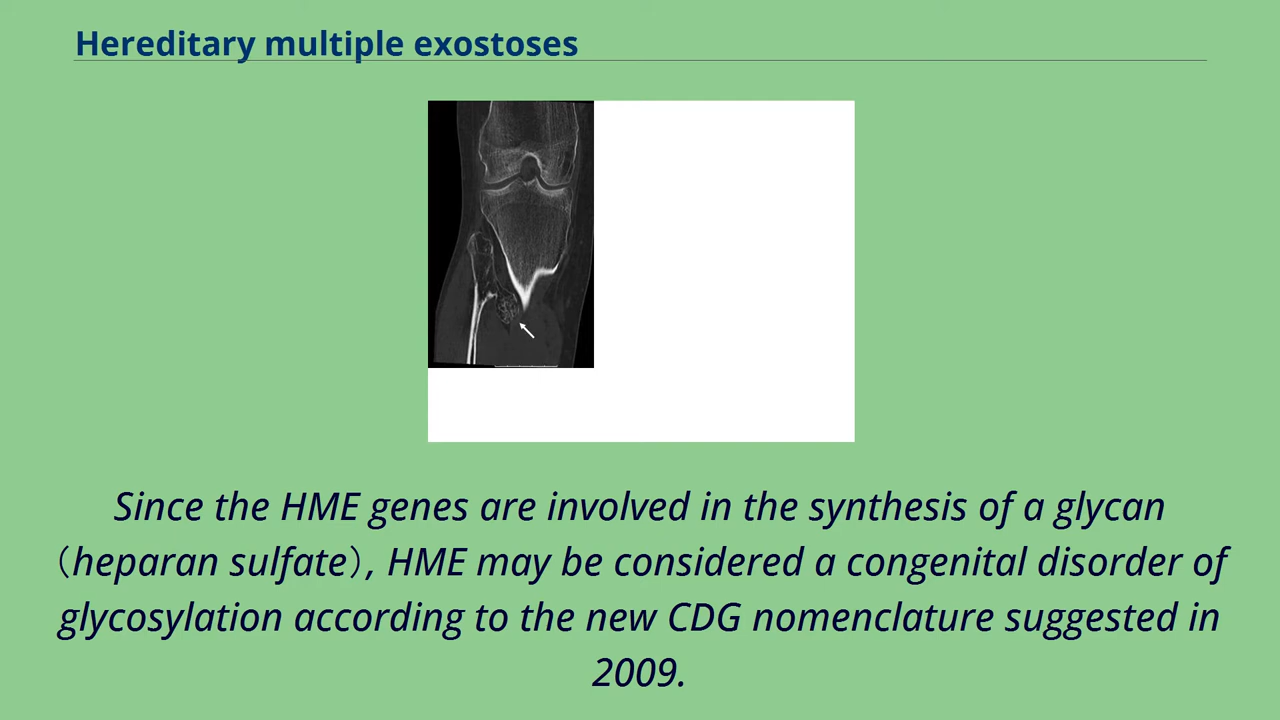 Hereditary multiple exostoses
Since the HME genes are involved in the synthesis of a glycan
（heparan sulfate）, HME may be considered a congenital disorder of
glycosylation according to the new CDG nomenclature suggested in
2009.